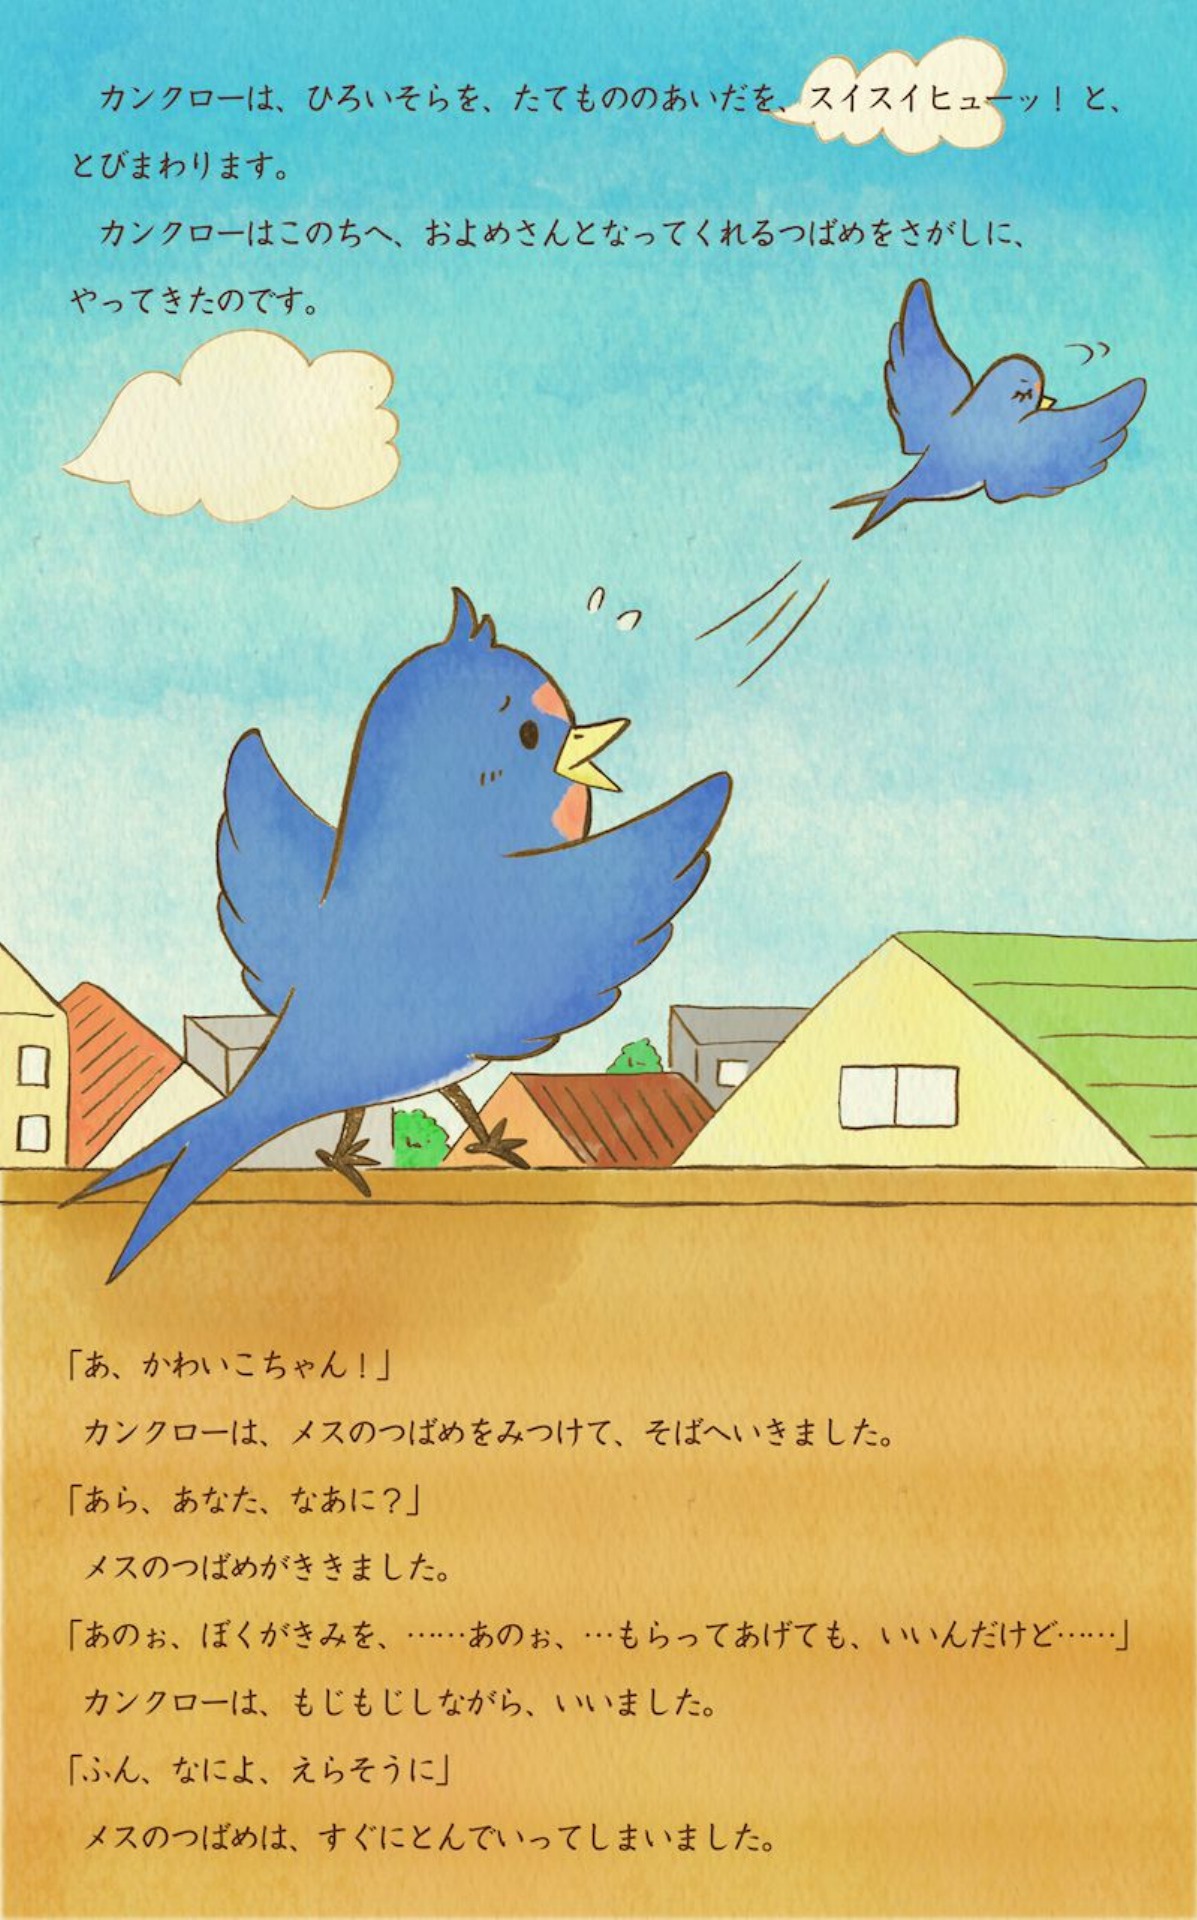 カンクローは、ひろいそらを、たてもののあいだを、スイスイヒューッ！ と、
とびまわります。
　カンクローはこのちへ、およめさんとなってくれるつばめをさがしに、
やってきたのです。
「あ、かわいこちゃん！」
　カンクローは、メスのつばめをみつけて、そばへいきました。
「あら、あなた、なあに？」
　メスのつばめがききました。
「あのぉ、ぼくがきみを、……あのぉ、…もらってあげても、いいんだけど……」
　カンクローは、もじもじしながら、いいました。
「ふん、なによ、えらそうに」
　メスのつばめは、すぐにとんでいってしまいました。